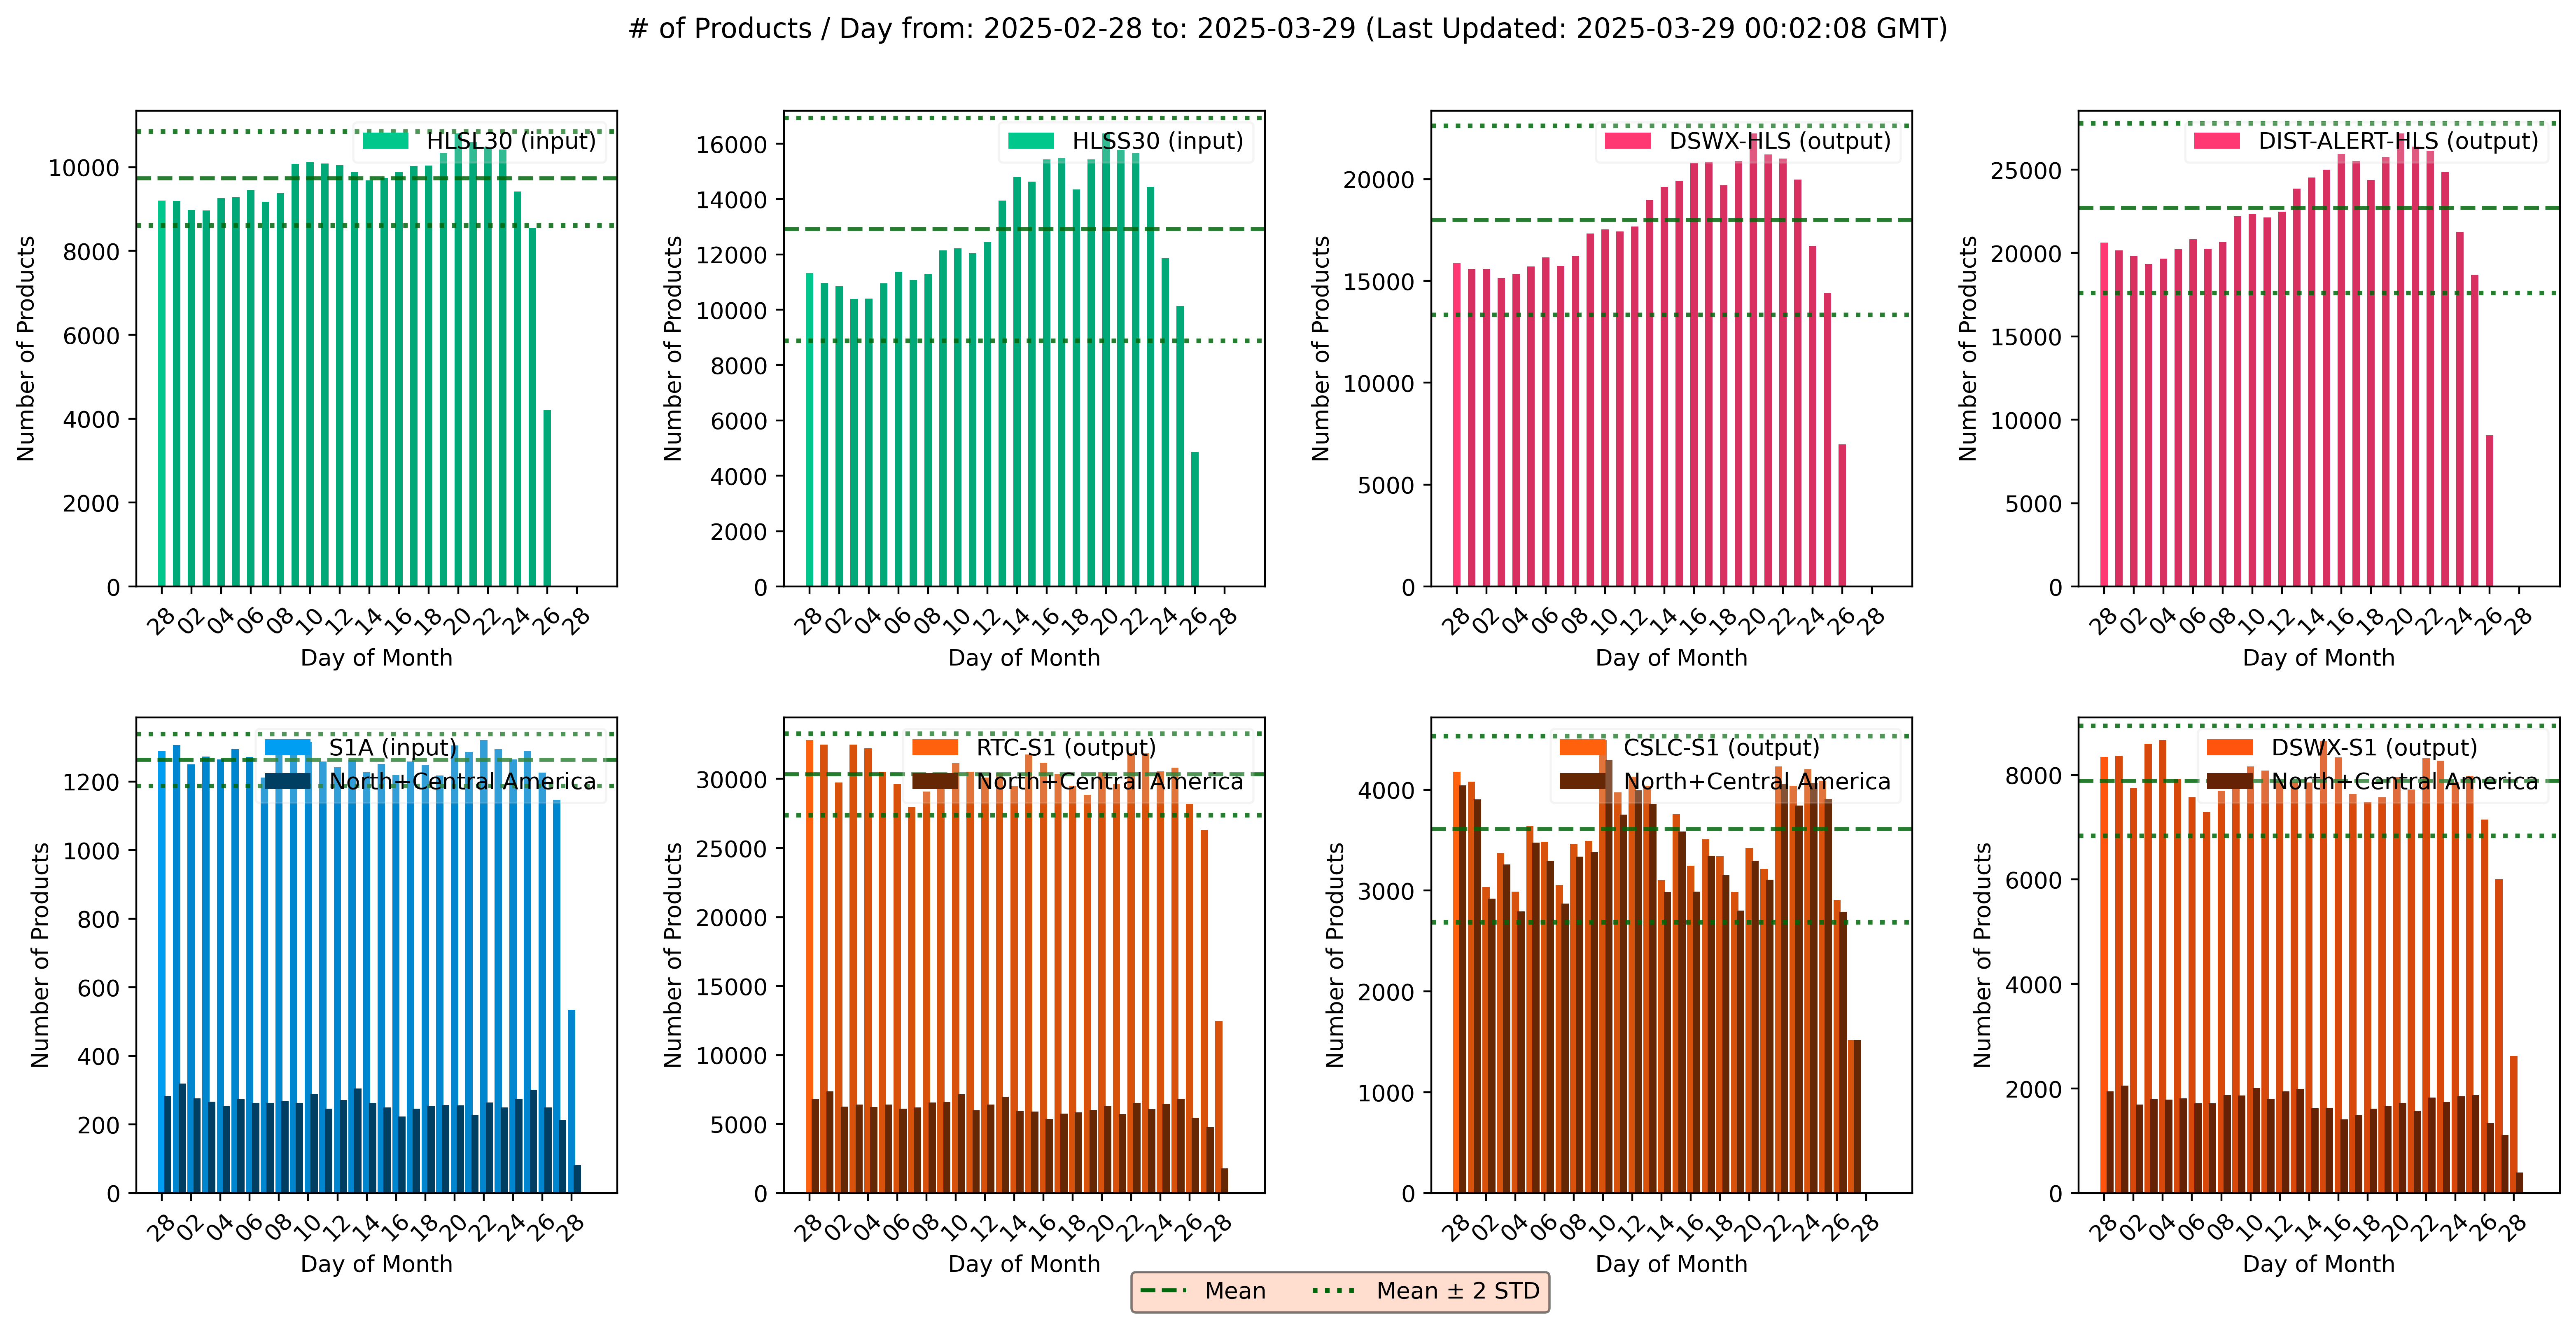 # of Products / Day from: 2025-02-28 to: 2025-03-29 (Last Updated: 2025-03-29 00:02:08 GMT)
HLSL30 (input)
Number of Products
10000
8000
6000
4000
2000
0
28 02 04 06 08 10 12 14 16 18 20 22 24 26 28
Day of Month
HLSS30 (input)
Number of Products
16000
14000
12000
10000
8000
6000
4000
2000
0
28 02 04 06 08 10 12 14 16 18 20 22 24 26 28
Day of Month
DSWX-HLS (output)
Number of Products
20000
15000
10000
5000
0
28 02 04 06 08 10 12 14 16 18 20 22 24 26 28
Day of Month
DIST-ALERT-HLS (output)
Number of Products
25000
20000
15000
10000
5000
0
28 02 04 06 08 10 12 14 16 18 20 22 24 26 28
Day of Month
S1A (input)
North+Central America
Number of Products
1200
1000
800
600
400
200
0
28 02 04 06 08 10 12 14 16 18 20 22 24 26 28
Day of Month
RTC-S1 (output)
North+Central America
Number of Products
30000
25000
20000
15000
10000
5000
0
28 02 04 06 08 10 12 14 16 18 20 22 24 26 28
Day of Month
CSLC-S1 (output)
North+Central America
Number of Products
4000
3000
2000
1000
0
28 02 04 06 08 10 12 14 16 18 20 22 24 26 28
Day of Month
DSWX-S1 (output)
North+Central America
Number of Products
8000
6000
4000
2000
0
28 02 04 06 08 10 12 14 16 18 20 22 24 26 28
Day of Month
Mean
Mean ± 2 STD